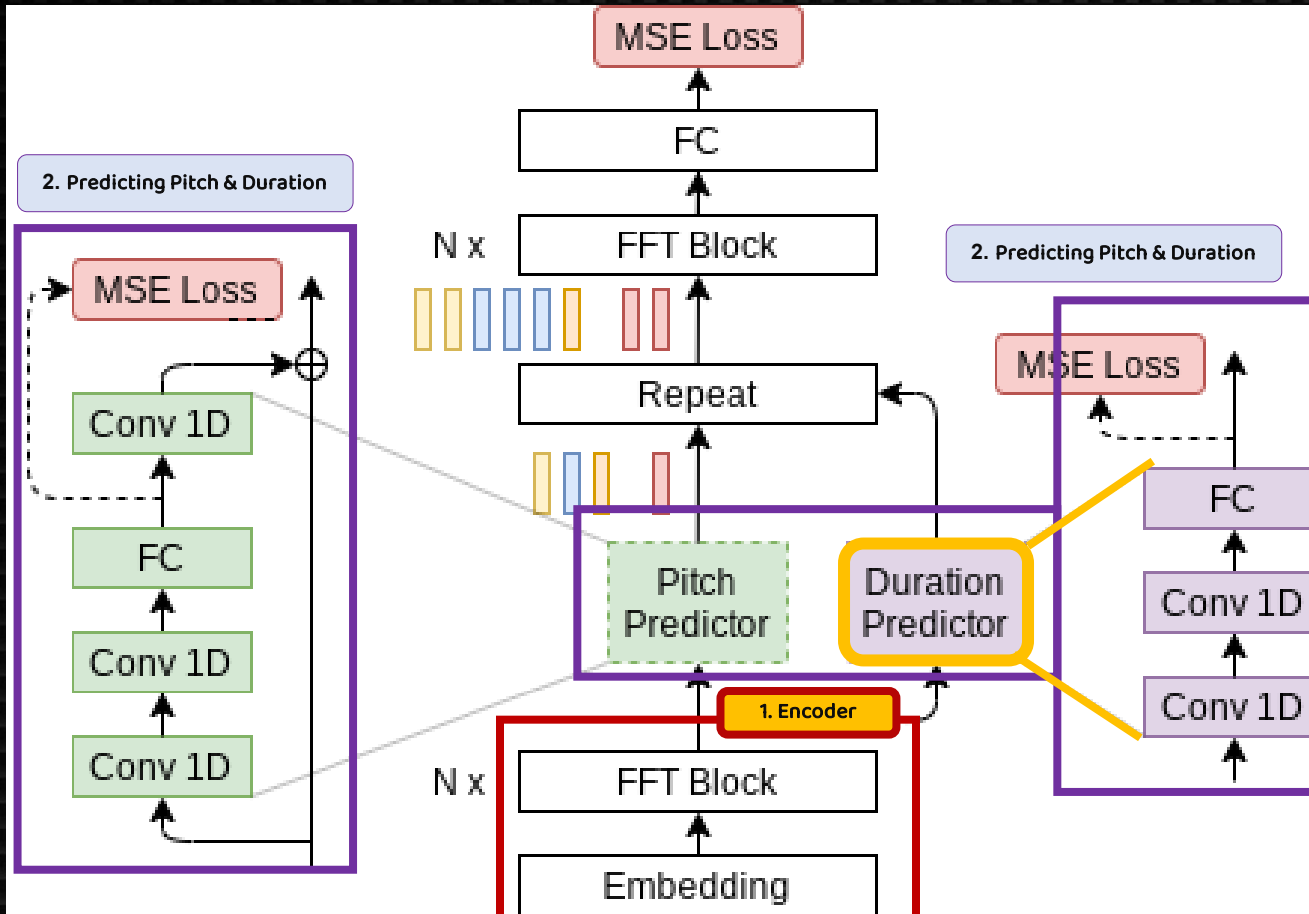 MSE Loss
FC
2. Predicting Pitch & Duration
N x
FFT Block
2. Predicting Pitch & Duration
MSE Loss
MSE Loss
Repeat
Conv 1D
FC
FC
Pitch
Predictor
Duration
Predictor
Conv 1D
Conv 1D
1. Encoder
Conv 1D
Conv 1D
N x
FFT Block
Embedding